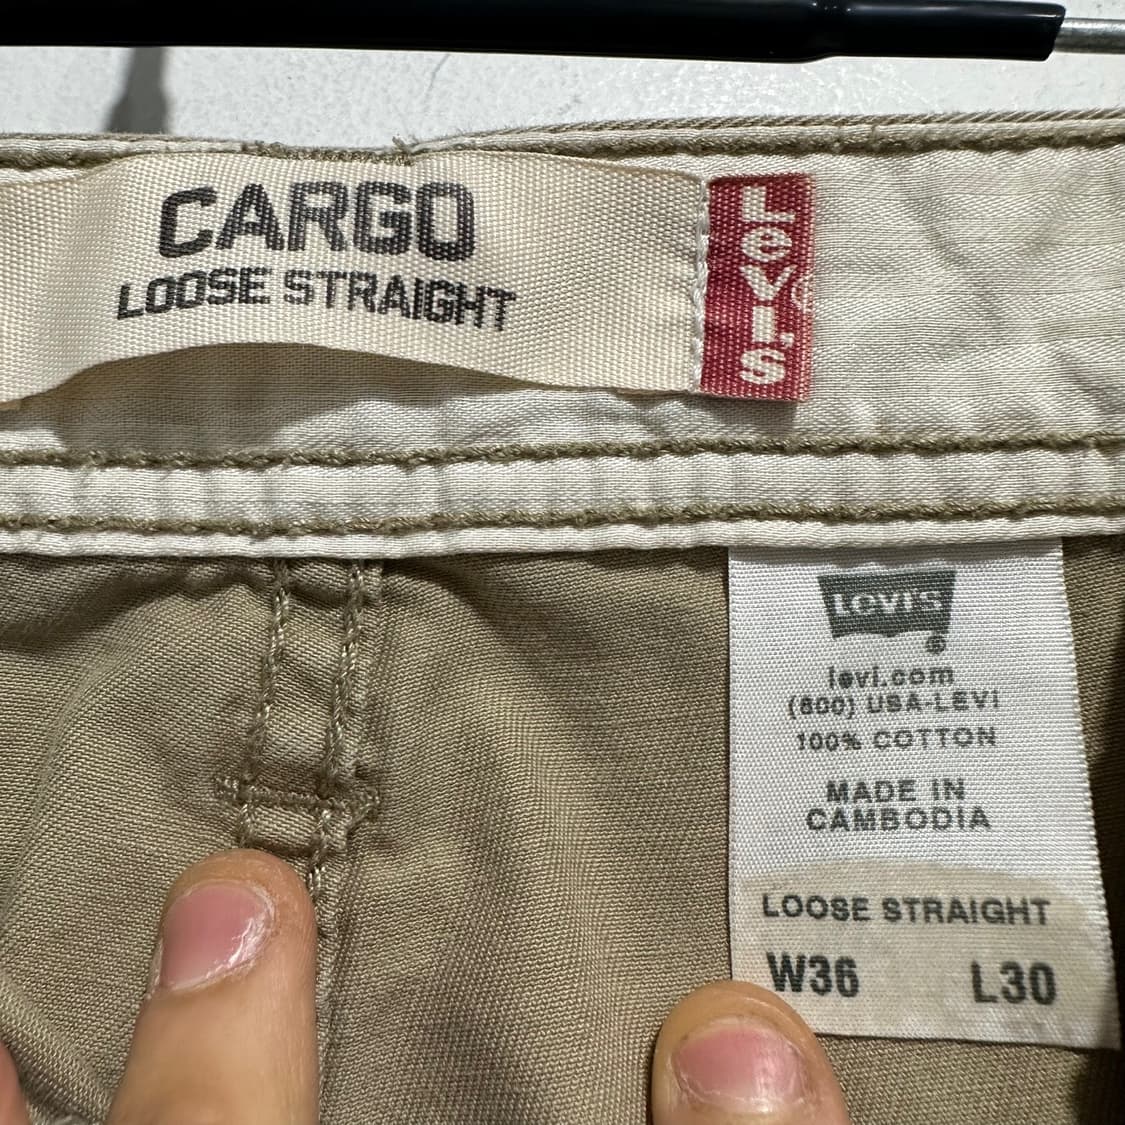 CARGO
LOOSE STRAIGHT
LeVI'S
®
LEVI'S
®
levi.com
(800) USA-LEVI
100% COTTON
MADE IN
CAMBODIA
LOOSE STRAIGHT
W36 L30